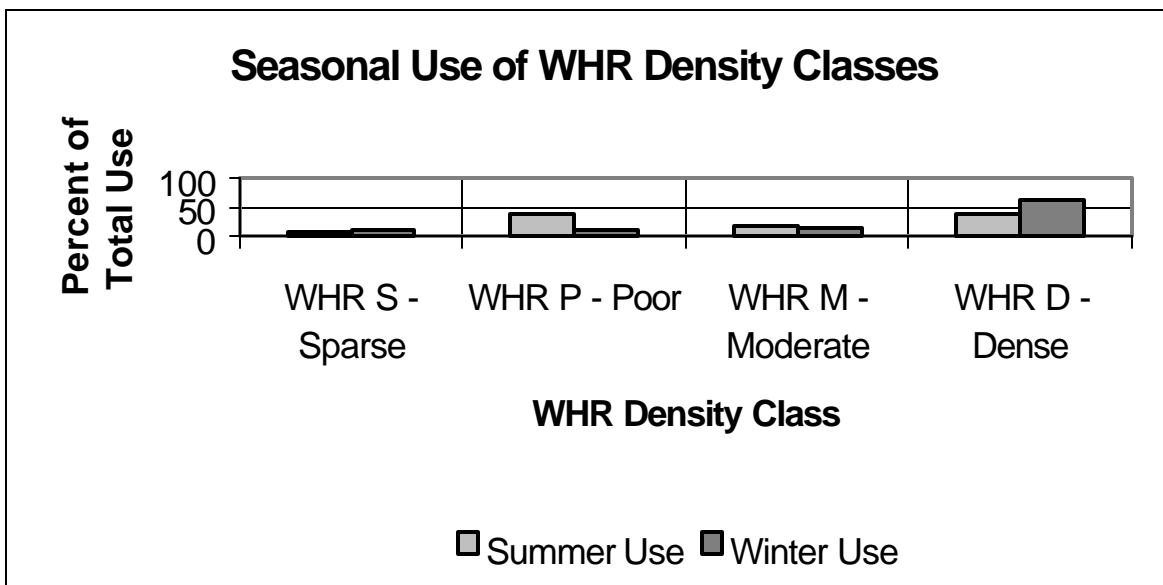 Seasonal Use of WHR Density Classes
Percent of
Total Use
100
50
0
WHR S -
Sparse
WHR P - Poor
WHR M -
Moderate
WHR D -
Dense
WHR Density Class
Summer Use
Winter Use